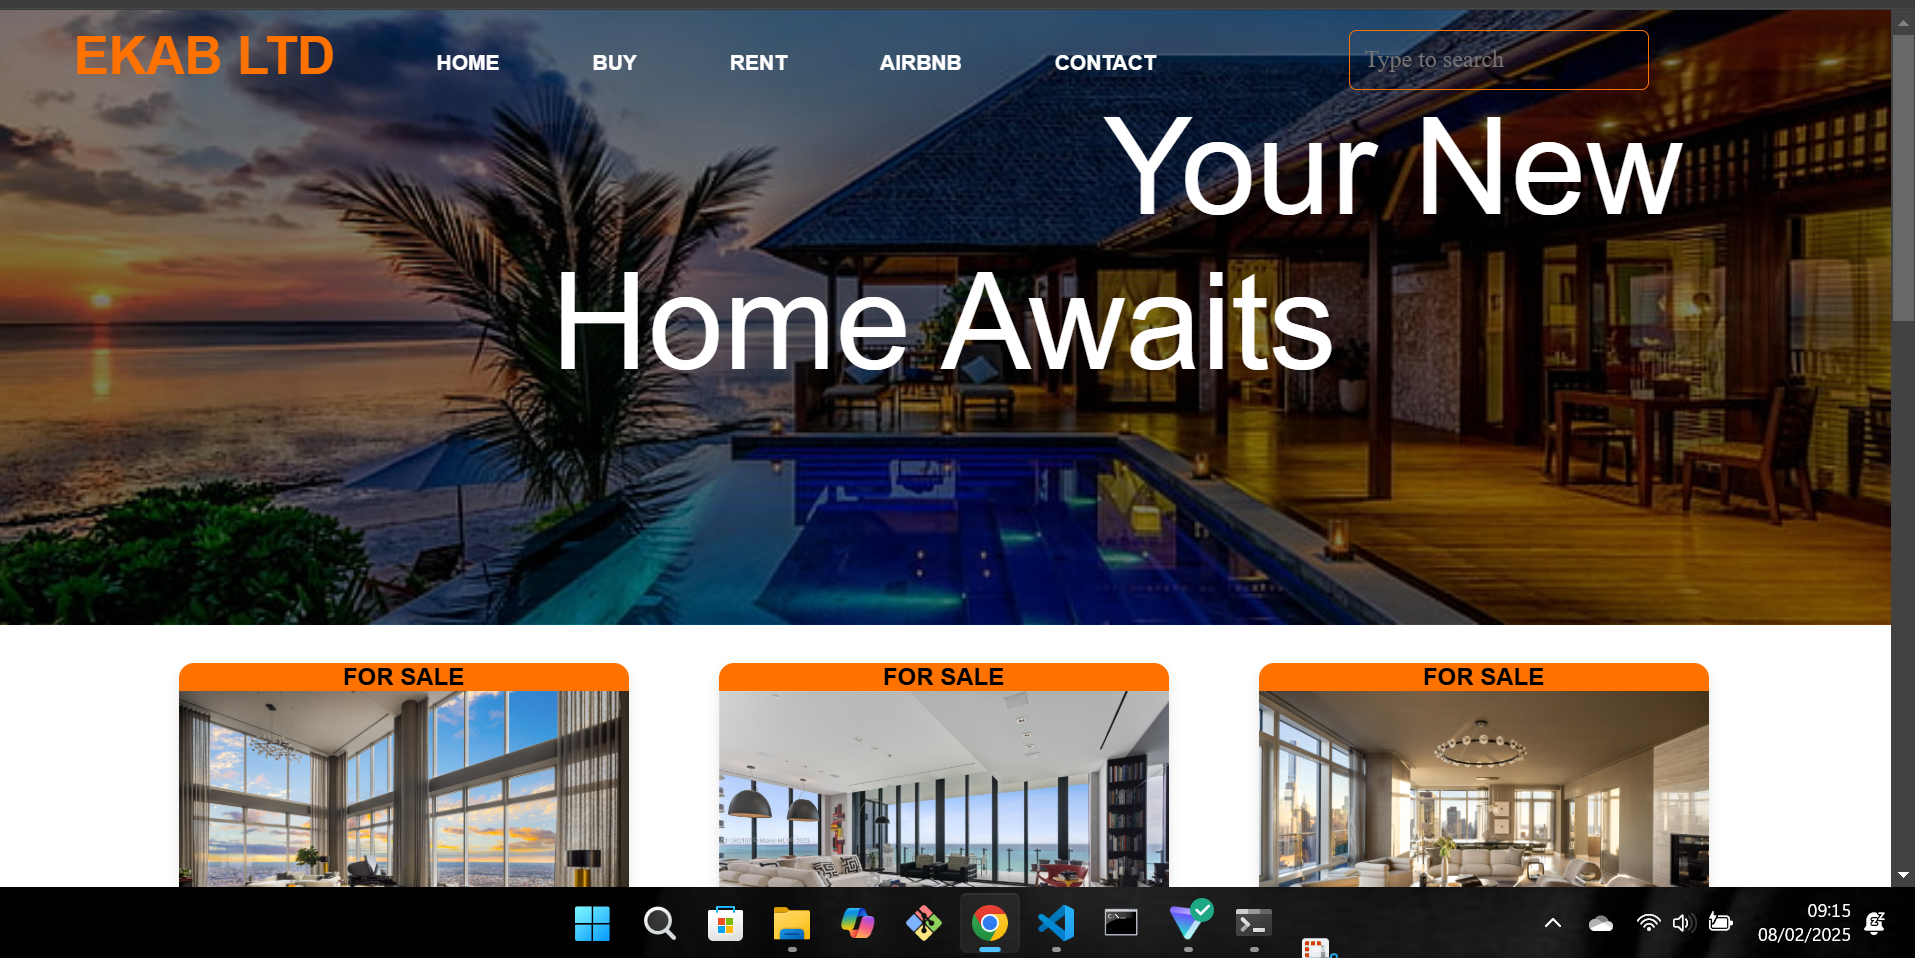 EKAB LTD
HOME
BUY
RENT
AIRBNB
CONTACT
Type to search
Your New
Home Awaits
FOR SALE
FOR SALE
FOR SALE
09:15
08/02/2025